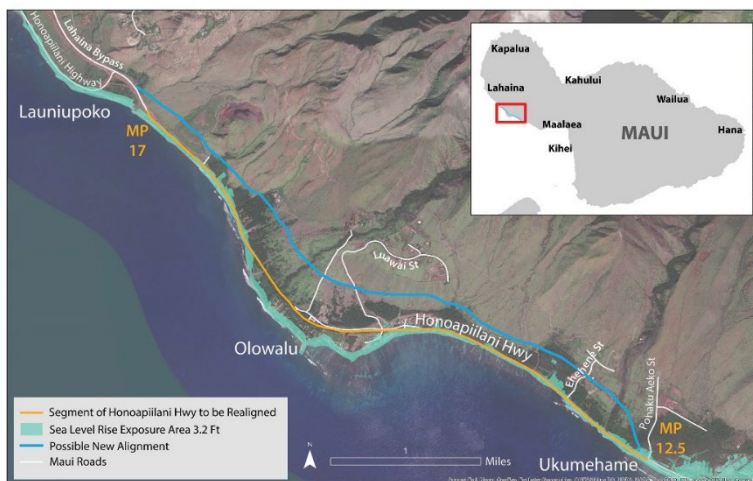 Honoapiilani Highway
Lahaina Bypass
Launiupoko
MP
17
Olowalu
Luawai St
Honoapiilani Hwy
Ehehene St
Pohaku Aeko St
MP
12.5
Ukumehame
Kapalua
Lahaina
Kahului
Wailua
Maalaea
MAUI
Hana
Kihei
Segment of Honoapiilani Hwy to be Realigned
Sea Level Rise Exposure Area 3.2 Ft
Possible New Alignment
Maui Roads
N
1
Miles